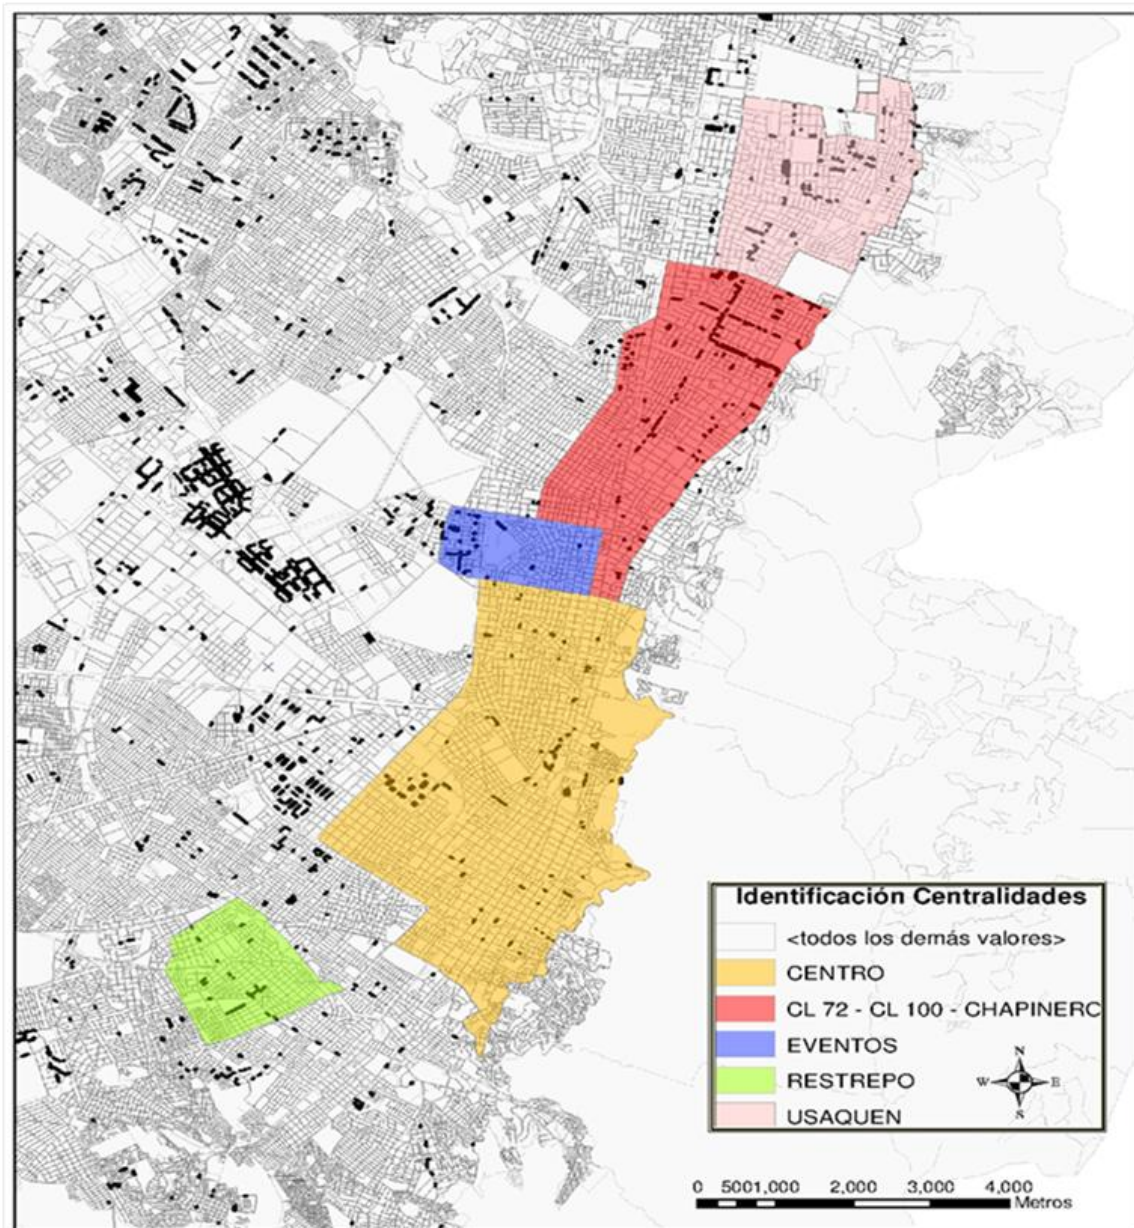 Identificación Centralidades
<todos los demás valores>
CENTRO
CL 72 - CL 100 - CHAPINERC
EVENTOS
RESTREPO
USAQUEN
N
W E
S
0 5001,000 2,000 3,000 4,000
Metros